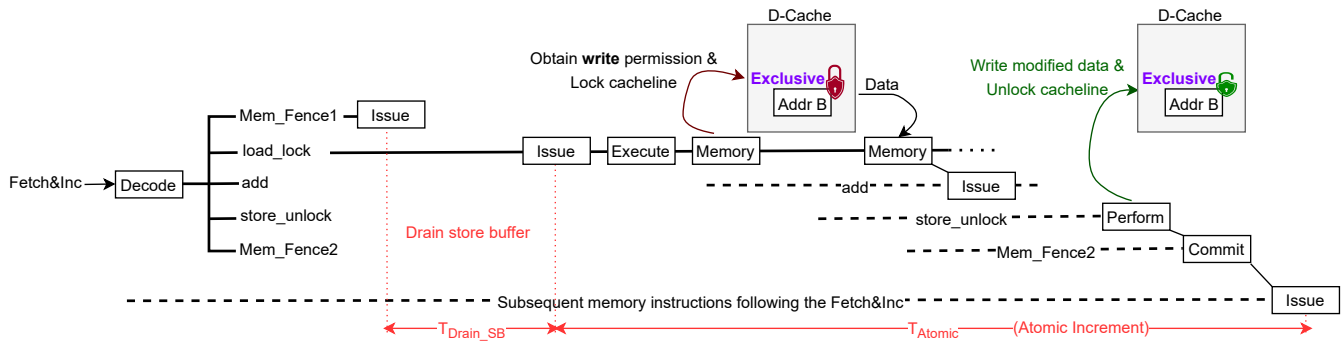 D-Cache
D-Cache
Obtain write permission &
Lock cacheline
Exclusive
Addr B
Data
Write modified data &
Unlock cacheline
Exclusive
Addr B
Mem_Fence1
Issue
load_lock
Issue
Execute
Memory
Memory
Fetch&Inc
Decode
add
add
Issue
store_unlock
store_unlock
Perform
Drain store buffer
Mem_Fence2
Mem_Fence2
Commit
Subsequent memory instructions following the Fetch&Inc
Issue
T_Drain_SB
T_Atomic (Atomic Increment)